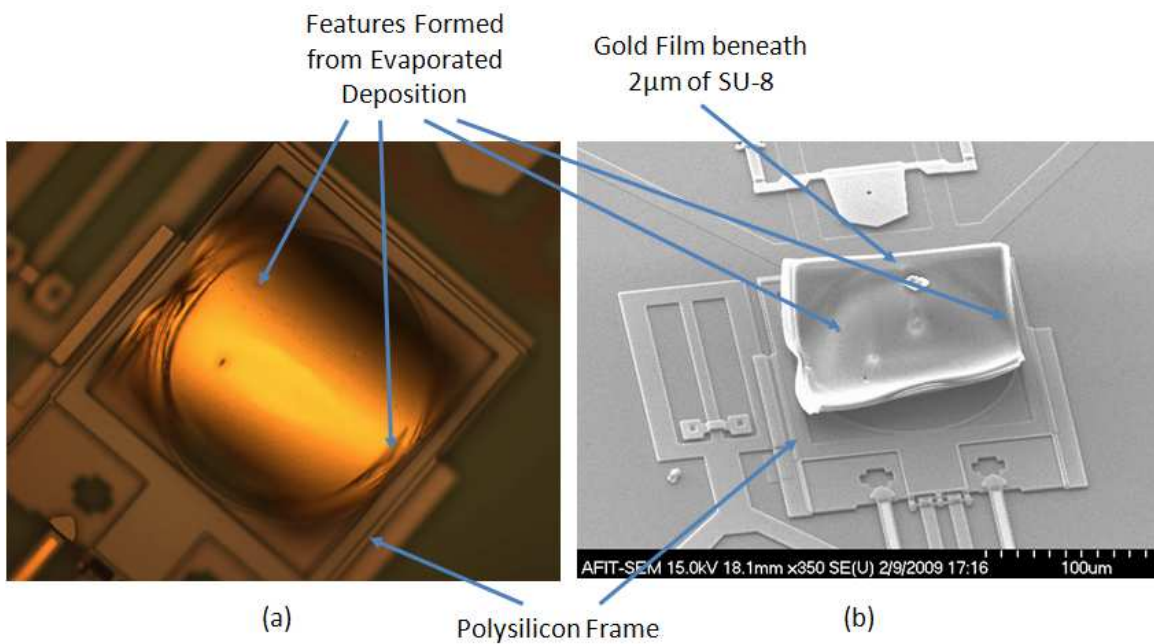 Features Formed
from Evaporated
Deposition
Gold Film beneath
2µm of SU-8
AFIT-SEM 15.0kV 18.1mm x350 SE(U) 2/9/2009 17:16
100um
(a)
(b)
Polysilicon Frame